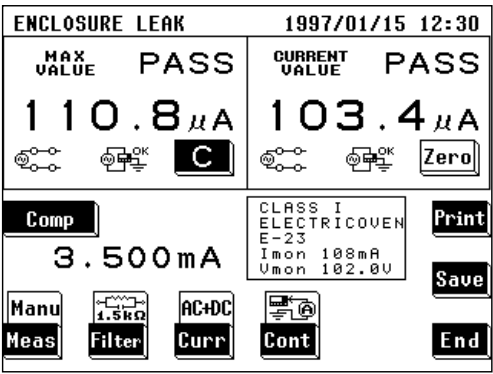 ENCLOSURE LEAK 1997/01/15 12:30
MAX VALUE PASS
110.8μA
OK
C
CURRENT VALUE PASS
103.4μA
OK
Zero
Comp
3.500mA
CLASS I
ELECTRICOVEN
E-23
Imon 108mA
Vmon 102.0V
Print
Save
Manu
Meas
1.5kΩ
Filter
AC+DC
Curr
A
Cont
End